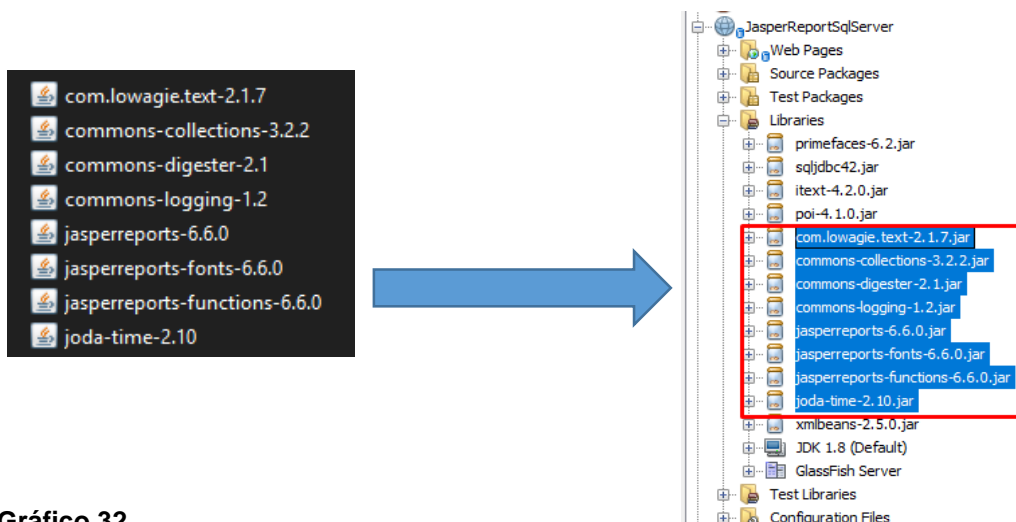 com.lowagie.text-2.1.7
commons-collections-3.2.2
commons-digester-2.1
commons-logging-1.2
jasperreports-6.6.0
jasperreports-fonts-6.6.0
jasperreports-functions-6.6.0
joda-time-2.10
JasperReportSqlServer
Web Pages
Source Packages
Test Packages
Libraries
primefaces-6.2.jar
sqljdbc42.jar
itext-4.2.0.jar
poi-4.1.0.jar
com.lowagie.text-2.1.7.jar
commons-collections-3.2.2.jar
commons-digester-2.1.jar
commons-logging-1.2.jar
jasperreports-6.6.0.jar
jasperreports-fonts-6.6.0.jar
jasperreports-functions-6.6.0.jar
joda-time-2.10.jar
xmlbeans-2.5.0.jar
JDK 1.8 (Default)
GlassFish Server
Test Libraries
Configuration Files
Gráfico 32